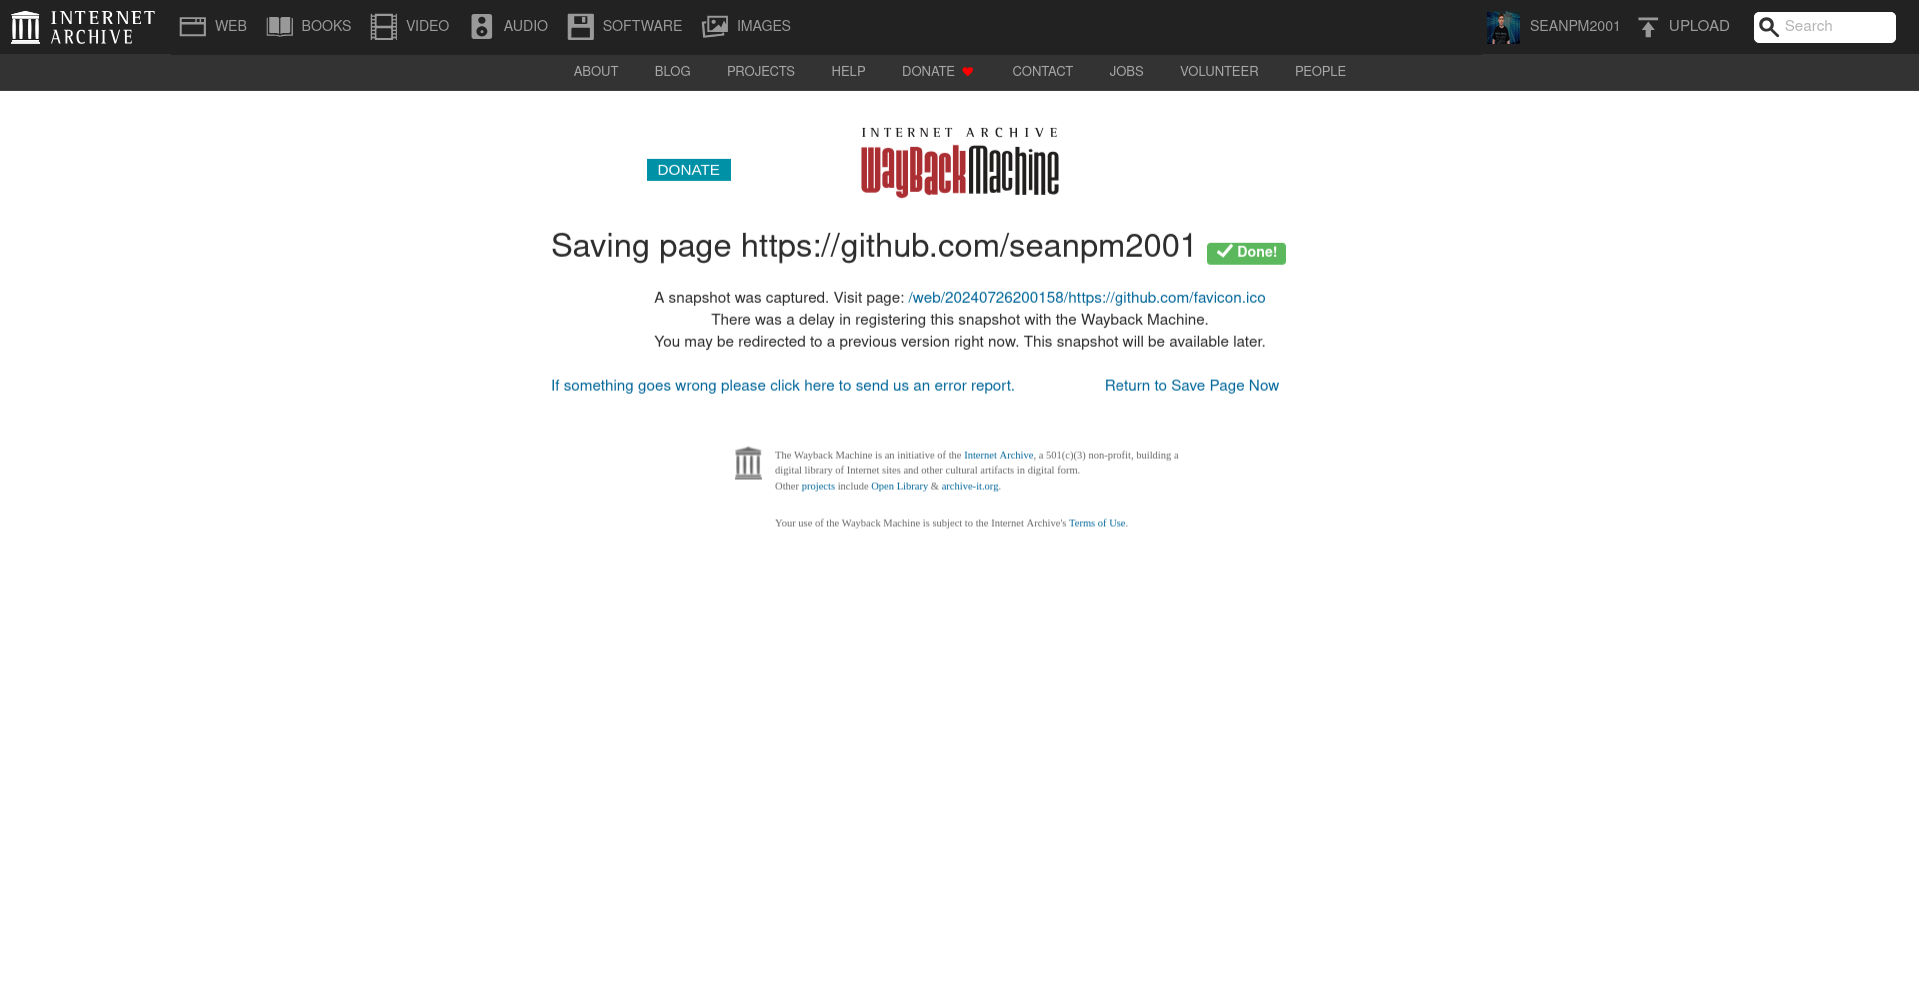 INTERNET ARCHIVE
WEB BOOKS VIDEO AUDIO SOFTWARE IMAGES SEANPM2001 UPLOAD Search
ABOUT BLOG PROJECTS HELP DONATE CONTACT JOBS VOLUNTEER PEOPLE
INTERNET ARCHIVE
DONATE
WayBackMachine
Saving page https://github.com/seanpm2001 Done!
A snapshot was captured. Visit page: /web/20240726200158/https://github.com/favicon.ico
There was a delay in registering this snapshot with the Wayback Machine.
You may be redirected to a previous version right now. This snapshot will be available later.
If something goes wrong please click here to send us an error report. Return to Save Page Now
The Wayback Machine is an initiative of the Internet Archive, a 501(c)(3) non-profit, building a
digital library of Internet sites and other cultural artifacts in digital form.
Other projects include Open Library & archive-it.org.
Your use of the Wayback Machine is subject to the Internet Archive's Terms of Use.